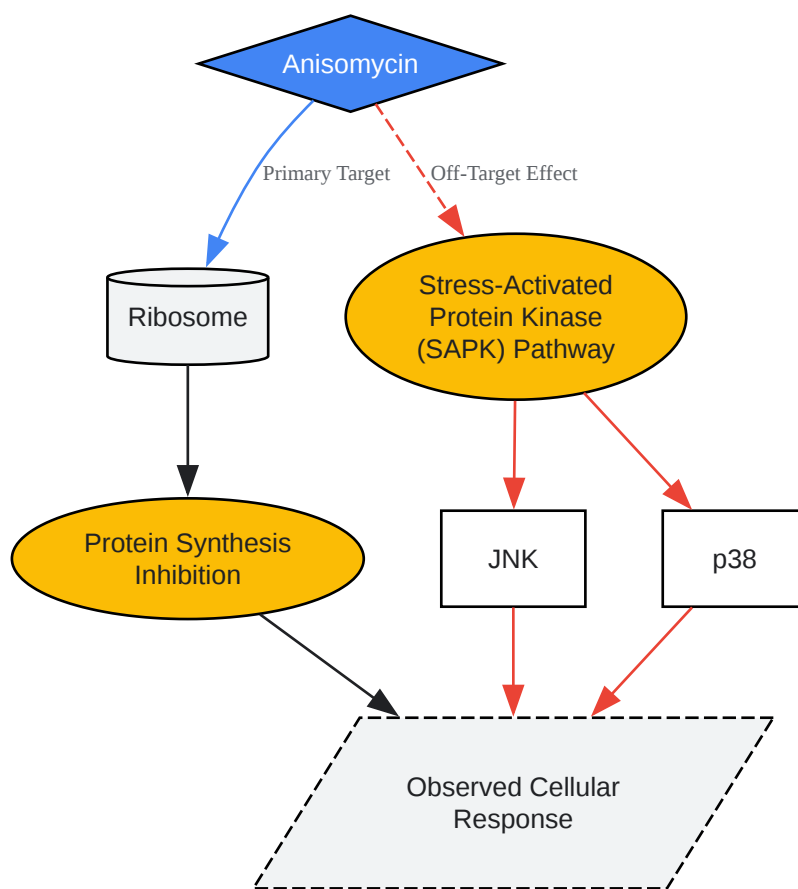 Anisomycin
Primary Target
Off-Target Effect
Ribosome
Stress-Activated
Protein Kinase
(SAPK) Pathway
Protein Synthesis
Inhibition
JNK
p38
Observed Cellular
Response